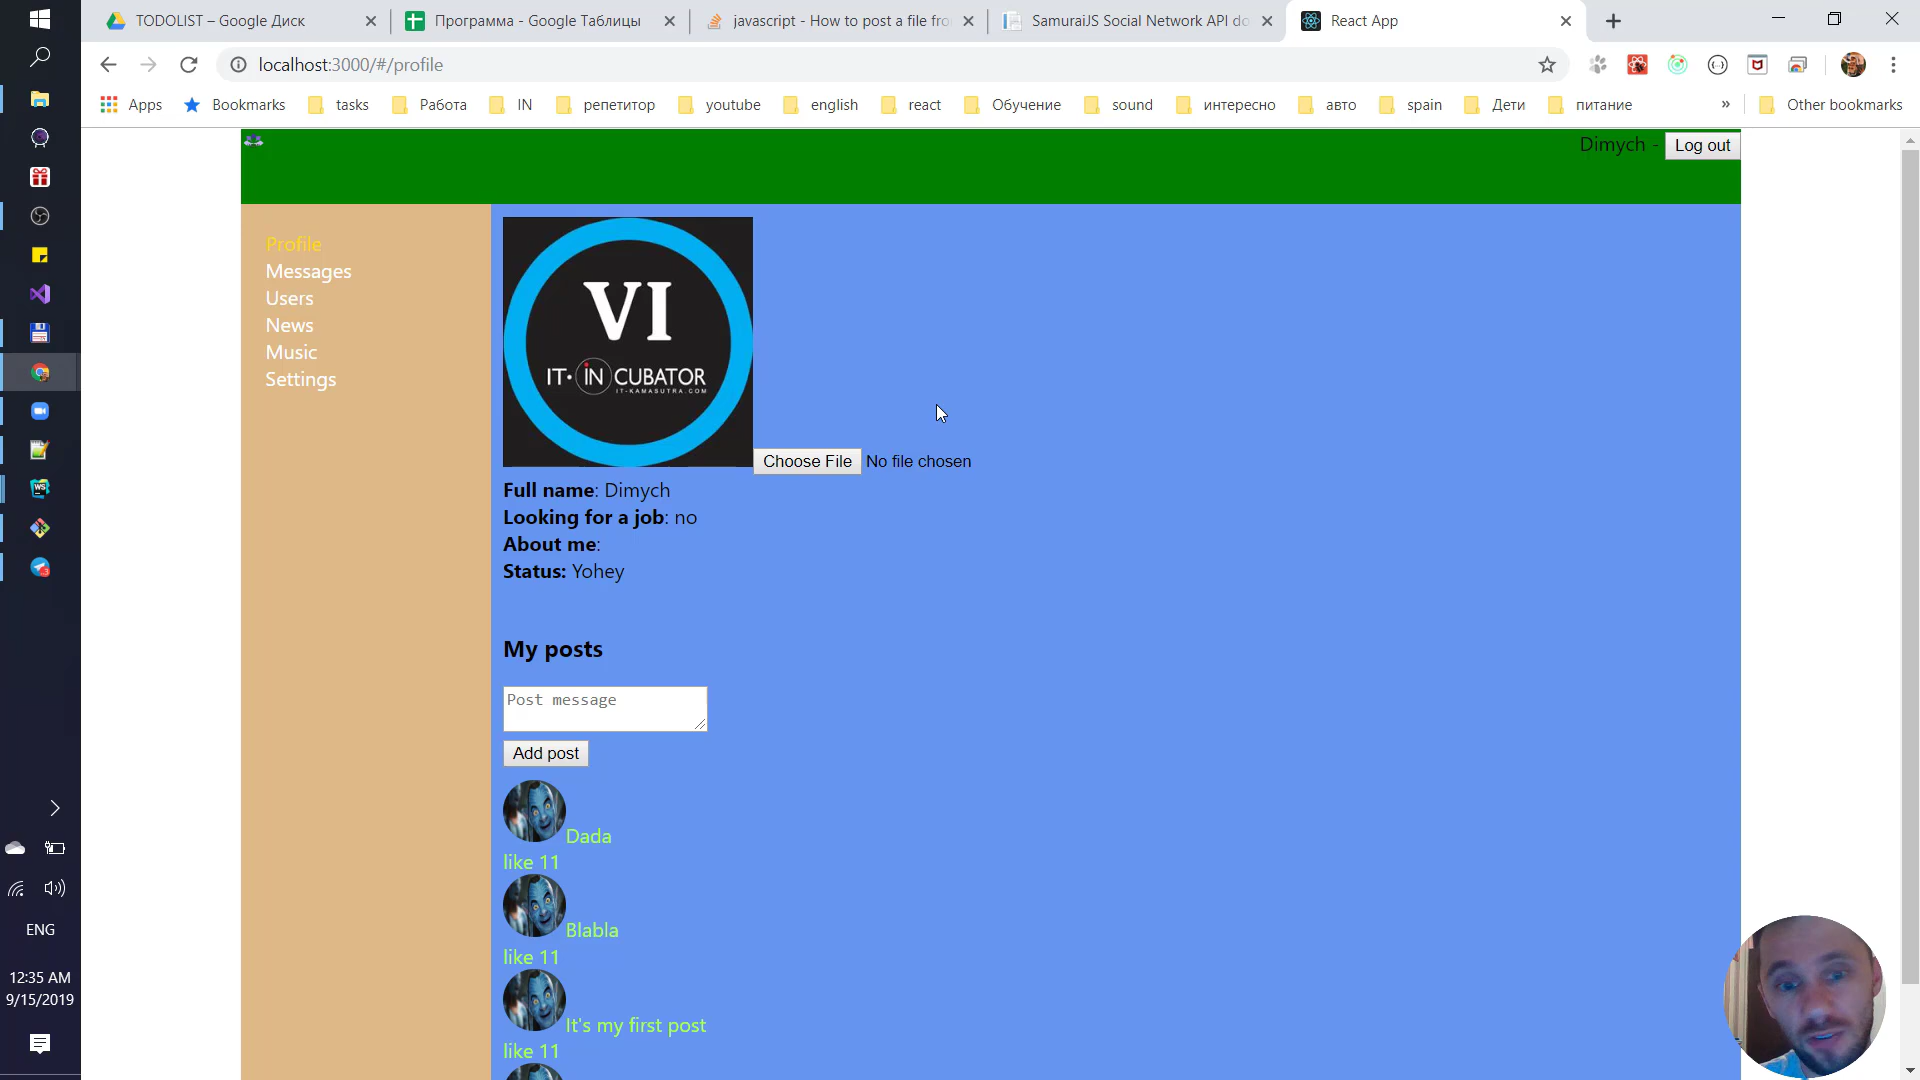 TODOLIST – Google Диск
Программа - Google Таблицы
javascript - How to post a file fro
SamuraiJS Social Network API do
React App
localhost:3000/#/profile
Apps
Bookmarks
tasks
Работа
IN
репетитор
youtube
english
react
Обучение
sound
интересно
авто
spain
Дети
питание
»
Other bookmarks
Dimych - Log out
Profile
Messages
Users
News
Music
Settings
VI
IT·INCUBATOR
IT-KAMASUTRA.COM
Choose File No file chosen
Full name: Dimych
Looking for a job: no
About me:
Status: Yohey
My posts
Post message
Add post
Dada
like 11
Blabla
like 11
It's my first post
like 11
ENG
12:35 AM
9/15/2019